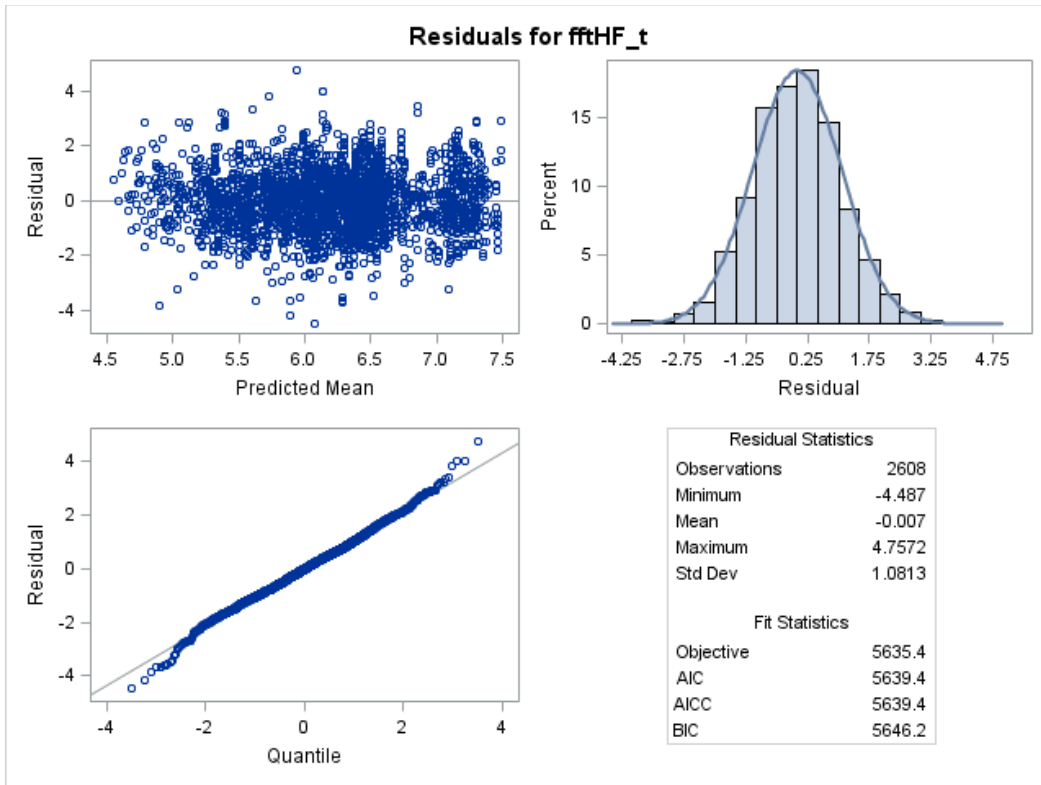 Residuals for fftHF_t
Residual
4
2
0
-2
-4
4.5 5.0 5.5 6.0 6.5 7.0 7.5
Predicted Mean
Percent
15
10
5
0
-4.25 -2.75 -1.25 0.25 1.75 3.25 4.75
Residual
Residual
4
2
0
-2
-4
-4 -2 0 2 4
Quantile
Residual Statistics
Observations 2608
Minimum -4.487
Mean -0.007
Maximum 4.7572
Std Dev 1.0813
Fit Statistics
Objective 5635.4
AIC 5639.4
AICC 5639.4
BIC 5646.2